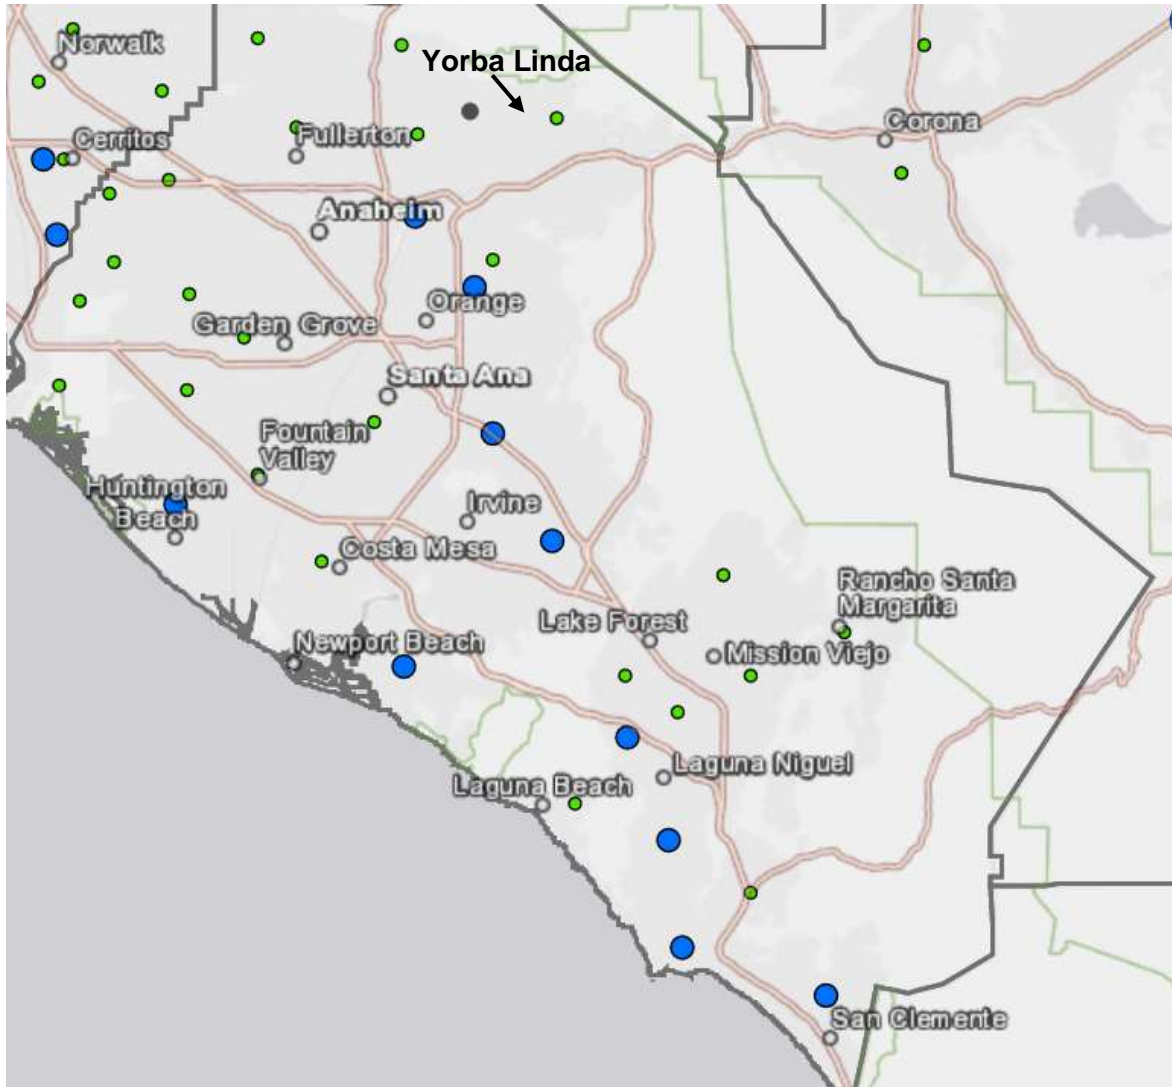 Norwalk
Yorba Linda
Cerritos
Fullerton
Corona
Anaheim
Orange
Garden Grove
Santa Ana
Fountain
Valley
Huntington
Beach
Irvine
Costa Mesa
Rancho Santa
Margarita
Lake Forest
Newport Beach
Mission Viejo
Laguna Niguel
Laguna Beach
San Clemente